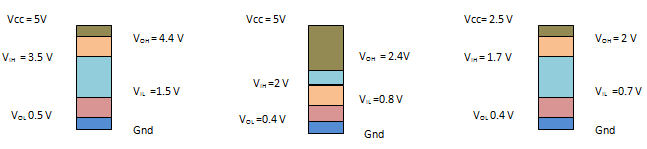 Vcc = 5V
VOH = 4.4 V
VIH = 3.5 V
VIL =1.5 V
VOL 0.5 V
Gnd
Vcc = 5V
VOH = 2.4V
VIH =2 V
VIL =0.8 V
VOL =0.4 V
Gnd
Vcc= 2.5 V
VOH = 2 V
VIH = 1.7 V
VIL =0.7 V
VOL 0.4 V
Gnd